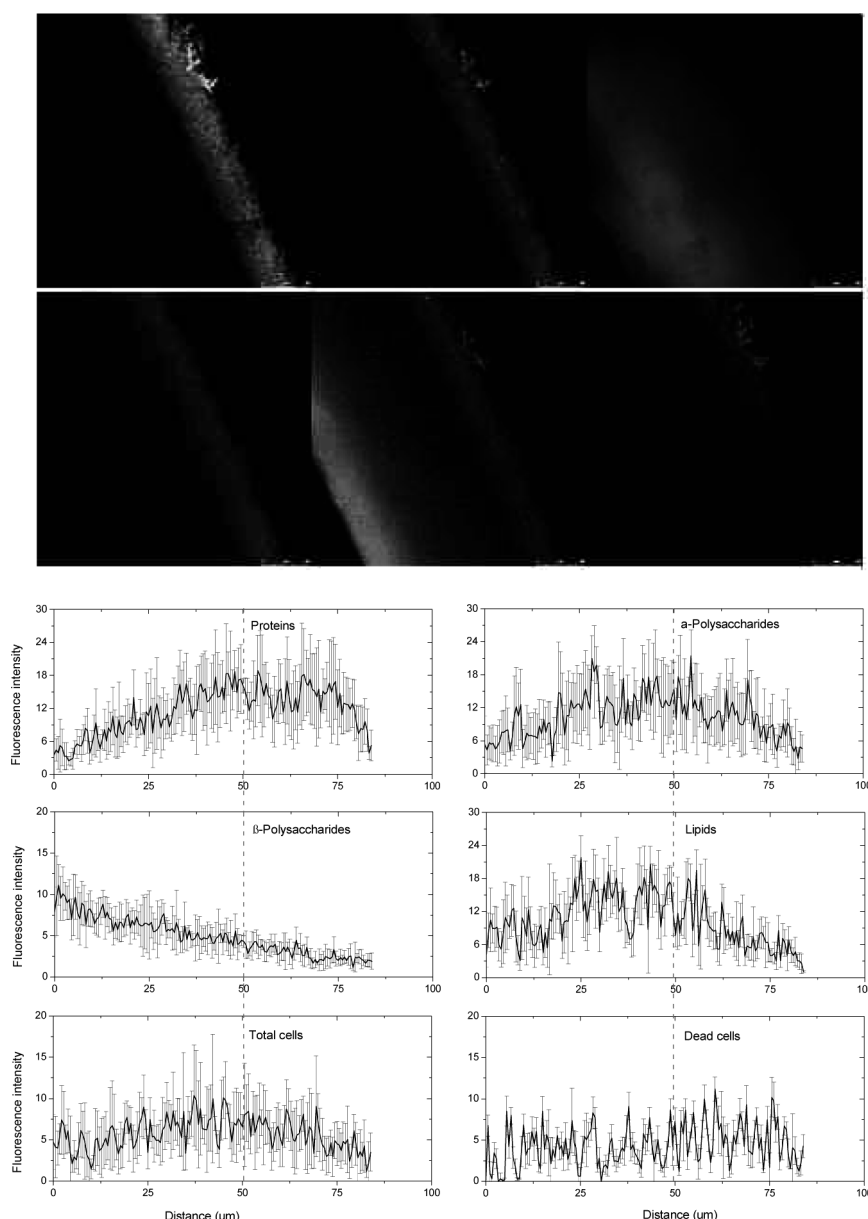 30
24
18
12
6
0
Fluorescence intensity
Proteins
0 25 50 75 100
30
24
18
12
6
0
a-Polysaccharides
0 25 50 75 100
20
15
10
5
0
Fluorescence intensity
ß-Polysaccharides
0 25 50 75 100
30
24
18
12
6
0
Lipids
0 25 50 75 100
20
15
10
5
0
Fluorescence intensity
Total cells
0 25 50 75 100
Distance (um)
20
15
10
5
0
Dead cells
0 25 50 75 100
Distance (um)